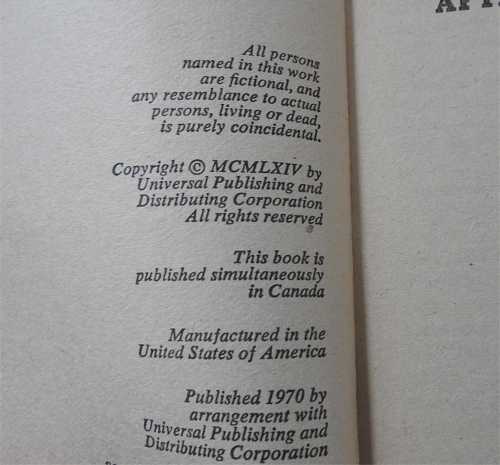 All persons
named in this work
are fictional, and
any resemblance to actual
persons, living or dead,
is purely coincidental.
Copyright © MCMLXIV by
Universal Publishing and
Distributing Corporation
All rights reserved
This book is
published simultaneously
in Canada
Manufactured in the
United States of America
Published 1970 by
arrangement with
Universal Publishing and
Distributing Corporation